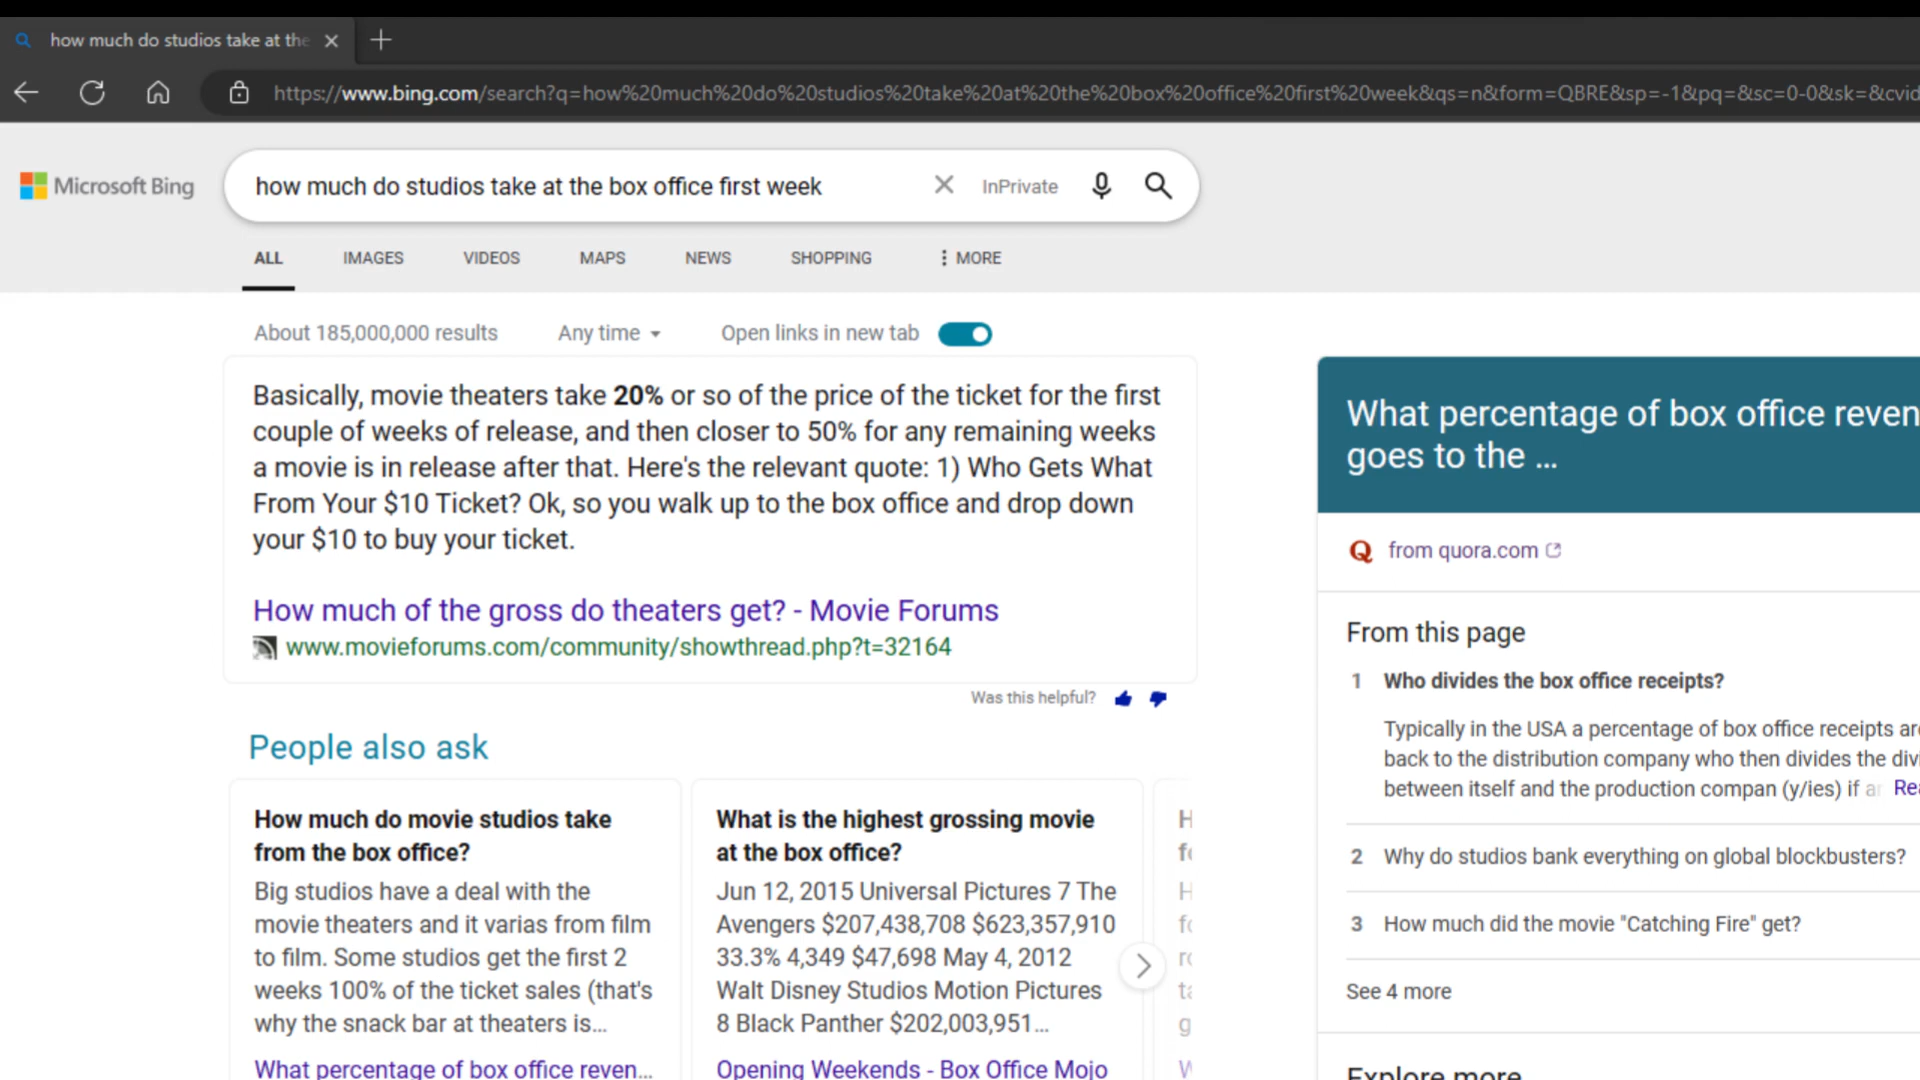 how much do studios take at the
https://www.bing.com/search?q=how%20much%20do%20studios%20take%20at%20the%20box%20office%20first%20week&qs=n&form=QBRE&sp=-1&pq=&sc=0-0&sk=&cvid
Microsoft Bing
how much do studios take at the box office first week
InPrivate
ALL IMAGES VIDEOS MAPS NEWS SHOPPING MORE
About 185,000,000 results Any time Open links in new tab
Basically, movie theaters take 20% or so of the price of the ticket for the first
couple of weeks of release, and then closer to 50% for any remaining weeks
a movie is in release after that. Here's the relevant quote: 1) Who Gets What
From Your $10 Ticket? Ok, so you walk up to the box office and drop down
your $10 to buy your ticket.
How much of the gross do theaters get? - Movie Forums
www.movieforums.com/community/showthread.php?t=32164
Was this helpful?
People also ask
How much do movie studios take
from the box office?
Big studios have a deal with the
movie theaters and it varias from film
to film. Some studios get the first 2
weeks 100% of the ticket sales (that's
why the snack bar at theaters is...
What percentage of box office reven...
What is the highest grossing movie
at the box office?
Jun 12, 2015 Universal Pictures 7 The
Avengers $207,438,708 $623,357,910
33.3% 4,349 $47,698 May 4, 2012
Walt Disney Studios Motion Pictures
8 Black Panther $202,003,951...
Opening Weekends - Box Office Mojo
What percentage of box office reven
goes to the ...
from quora.com
From this page
1 Who divides the box office receipts?
Typically in the USA a percentage of box office receipts are
back to the distribution company who then divides the divi
between itself and the production compan (y/ies) if
2 Why do studios bank everything on global blockbusters?
3 How much did the movie "Catching Fire" get?
See 4 more
Explore more